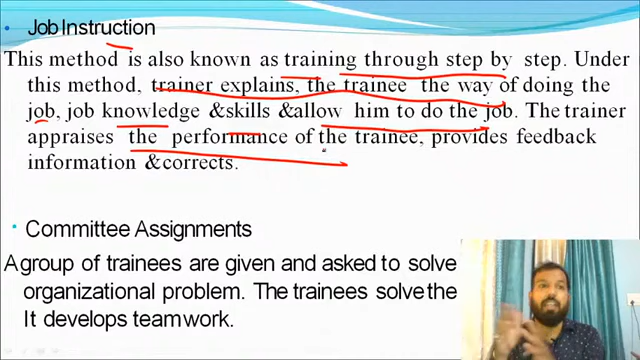 Job Instruction
This method is also known as training through step by step. Under
this method, trainer explains, the trainee the way of doing the
job, job knowledge &skills &allow him to do the job. The trainer
appraises the performance of the trainee, provides feedback
information &corrects.
Committee Assignments
A group of trainees are given and asked to solve
organizational problem. The trainees solve the
It develops teamwork.